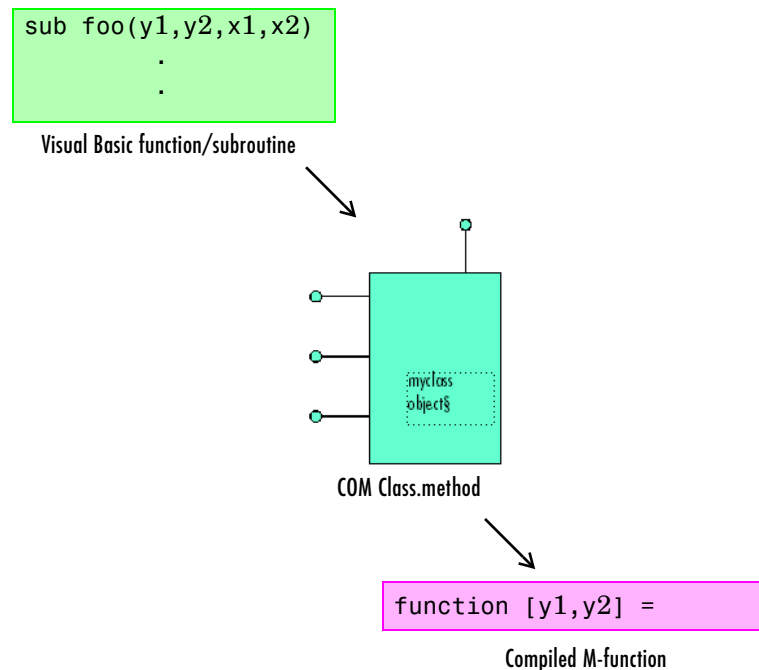 sub foo(y1,y2,x1,x2)
.
.
Visual Basic function/subroutine
myclass
object§
COM Class.method
function [y1,y2] =
Compiled M-function